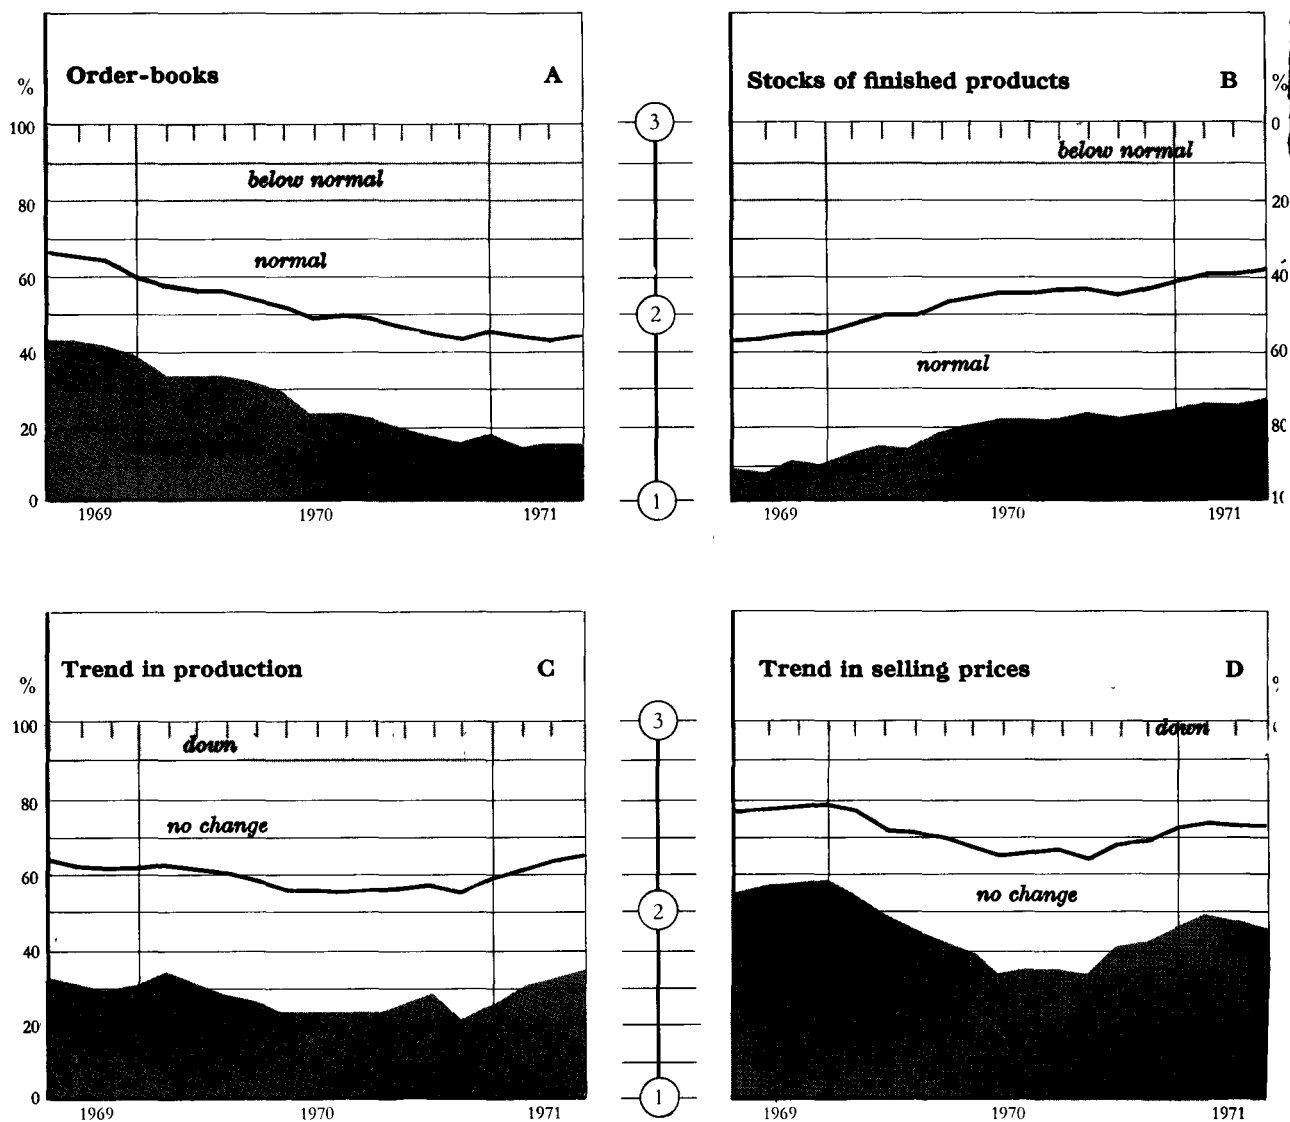 Order-books A
%
100
below normal
80
normal
60
40
20
0
1969 1970 1971
3
2
1
Stocks of finished products B
%
0
below normal
20
40
normal
60
80
1969 1970 1971
Trend in production C
%
100
down
80
no change
60
40
20
0
1969 1970 1971
3
2
1
Trend in selling prices D
down
no change
1969 1970 1971